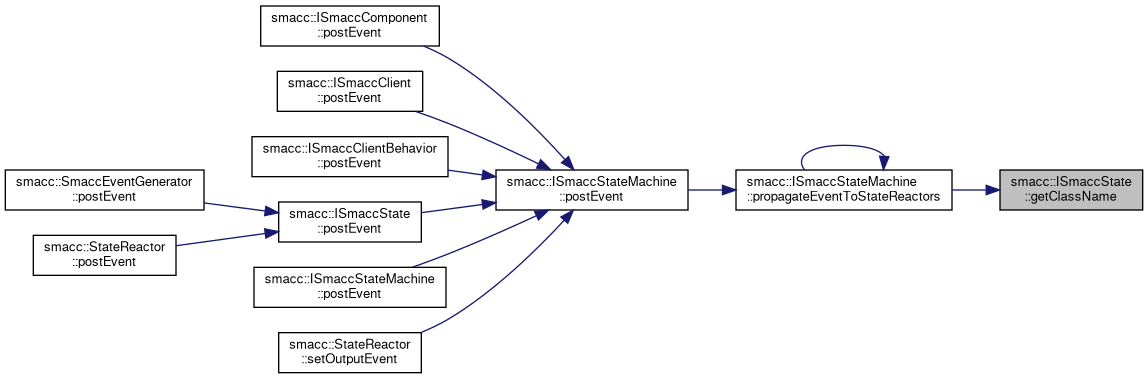 smacc::ISmaccComponent
::postEvent
smacc::ISmaccClient
::postEvent
smacc::ISmaccClientBehavior
::postEvent
smacc::SmaccEventGenerator
::postEvent
smacc::StateReactor
::postEvent
smacc::ISmaccState
::postEvent
smacc::ISmaccStateMachine
::postEvent
smacc::StateReactor
::setOutputEvent
smacc::ISmaccStateMachine
::postEvent
smacc::ISmaccStateMachine
::propagateEventToStateReactors
smacc::ISmaccState
::getClassName